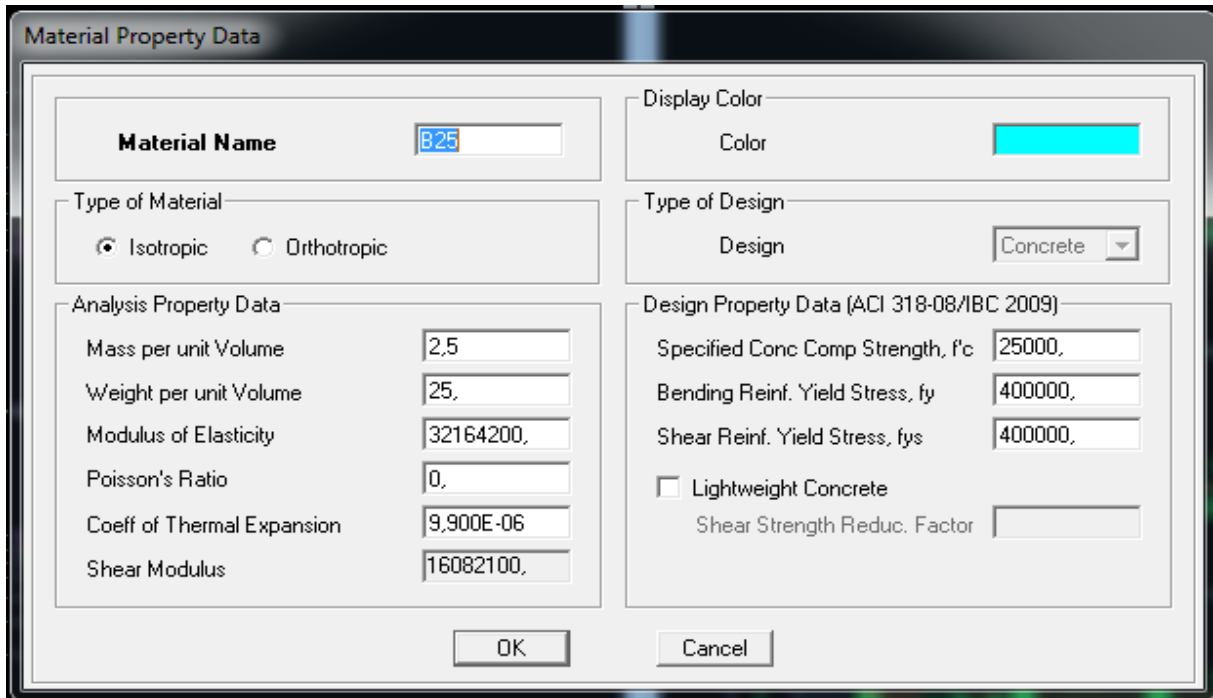 Material Property Data
Material Name B25
Display Color
Color
Type of Material
Isotropic Orthotropic
Type of Design
Design Concrete
Analysis Property Data
Mass per unit Volume 2,5
Weight per unit Volume 25,
Modulus of Elasticity 32164200,
Poisson's Ratio 0,
Coeff of Thermal Expansion 9,900E-06
Shear Modulus 16082100,
Design Property Data (ACI 318-08/IBC 2009)
Specified Conc Comp Strength, f'c 25000,
Bending Reinf. Yield Stress, fy 400000,
Shear Reinf. Yield Stress, fys 400000,
Lightweight Concrete
Shear Strength Reduc. Factor
OK Cancel